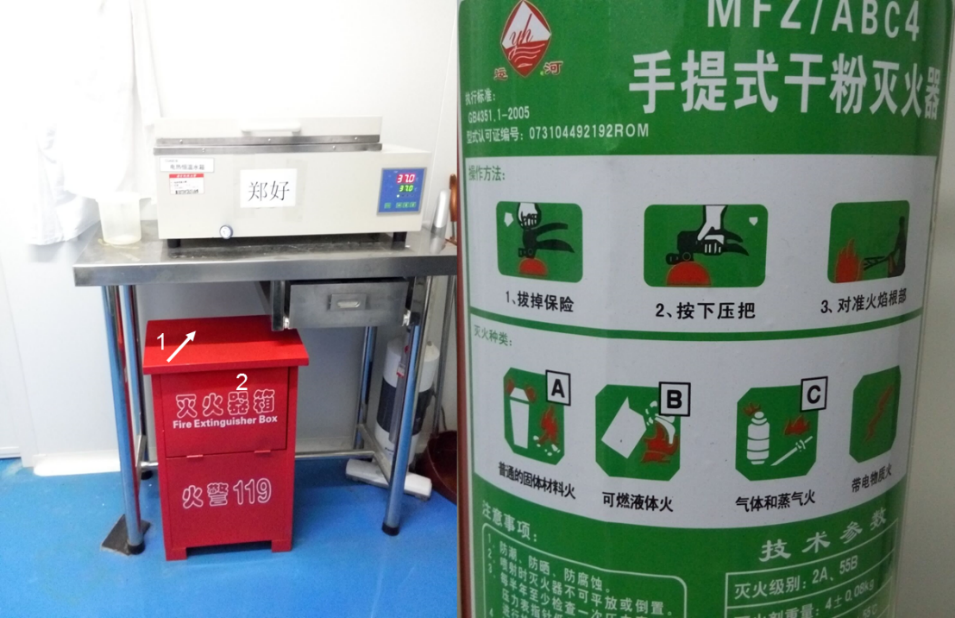 郑好
37.0
37.0
1
2
灭火器箱
Fire Extinguisher Box
火警 119
yh
河
MFZ/ABC4
手提式干粉灭火器
执行标准:
GB4351.1-2005
型式认可证编号: 073104492192ROM
操作方法:
1、拔掉保险
2、按下压把
3、对准火焰根部
灭火种类:
A
B
C
普通的固体材料火
可燃液体火
气体和蒸气火
带电物质火
注意事项:
1、防潮、防晒、防腐蚀。
2、喷射时灭火器不可平放或倒置。
3、每半年至少检查一次
压力表指针
技术参数
灭火级别: 2A、55B
灭火剂重量: 4±0.08kg